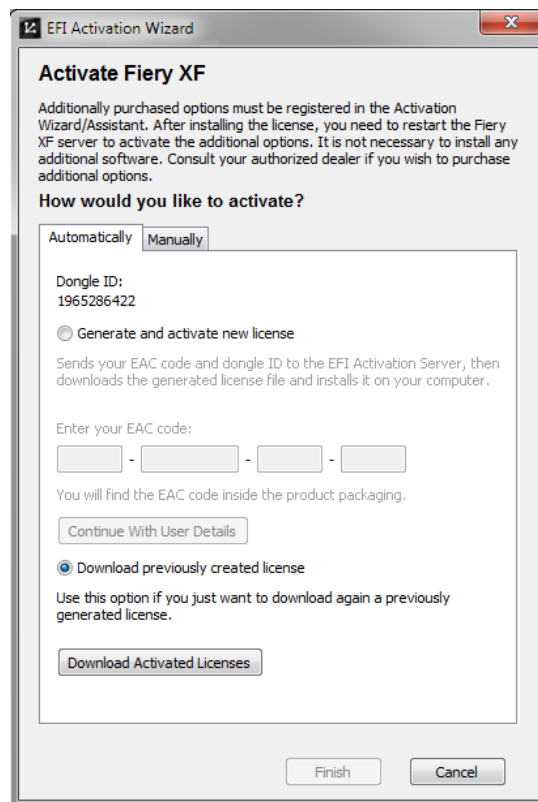 EFI Activation Wizard
Activate Fiery XF
Additionally purchased options must be registered in the Activation
Wizard/Assistant. After installing the license, you need to restart the Fiery
XF server to activate the additional options. It is not necessary to install any
additional software. Consult your authorized dealer if you wish to purchase
additional options.
How would you like to activate?
Automatically
Manually
Dongle ID:
1965286422
Generate and activate new license
Sends your EAC code and dongle ID to the EFI Activation Server, then
downloads the generated license file and installs it on your computer.
Enter your EAC code:
- - -
You will find the EAC code inside the product packaging.
Continue With User Details
Download previously created license
Use this option if you just want to download again a previously
generated license.
Download Activated Licenses
Finish
Cancel